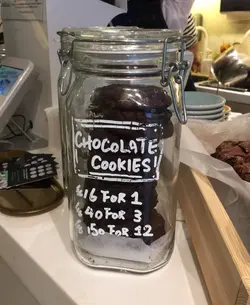 CHOCOLATE
COOKIES!
$16 FOR 1
$40 FOR 3
$150 FOR 12